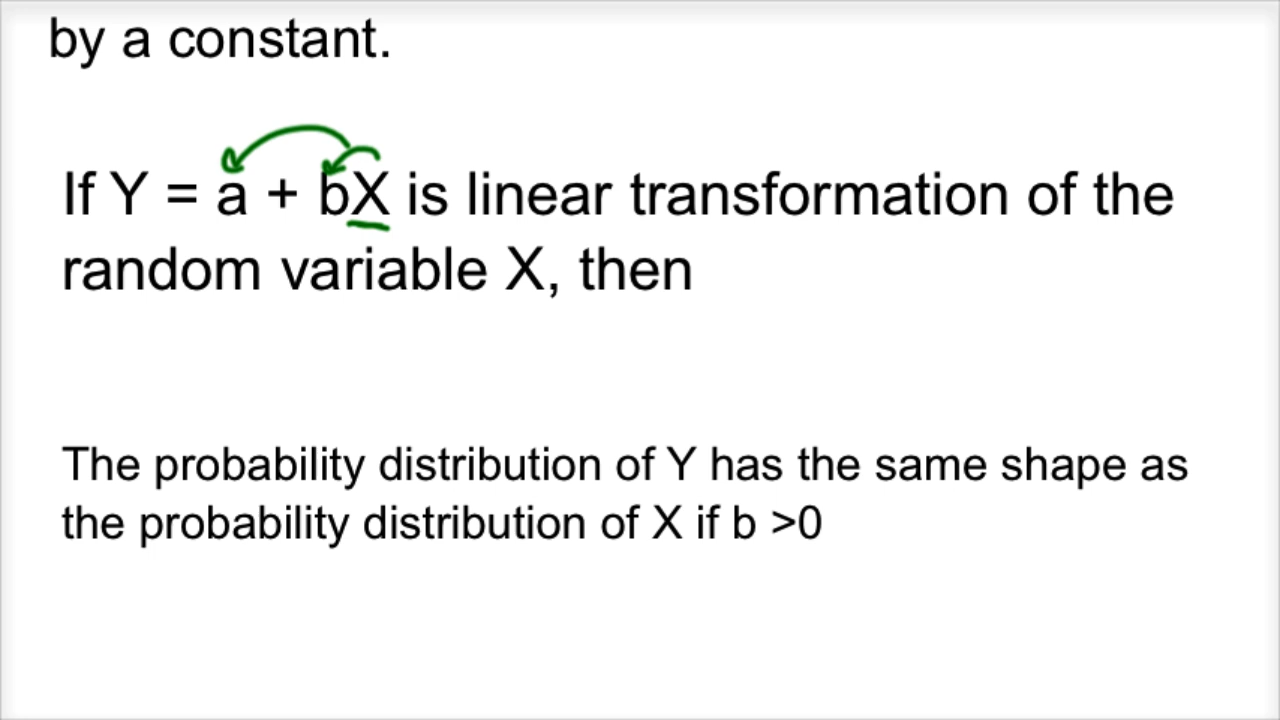 by a constant.
If Y = a + bX is linear transformation of the
random variable X, then
The probability distribution of Y has the same shape as
the probability distribution of X if b >0